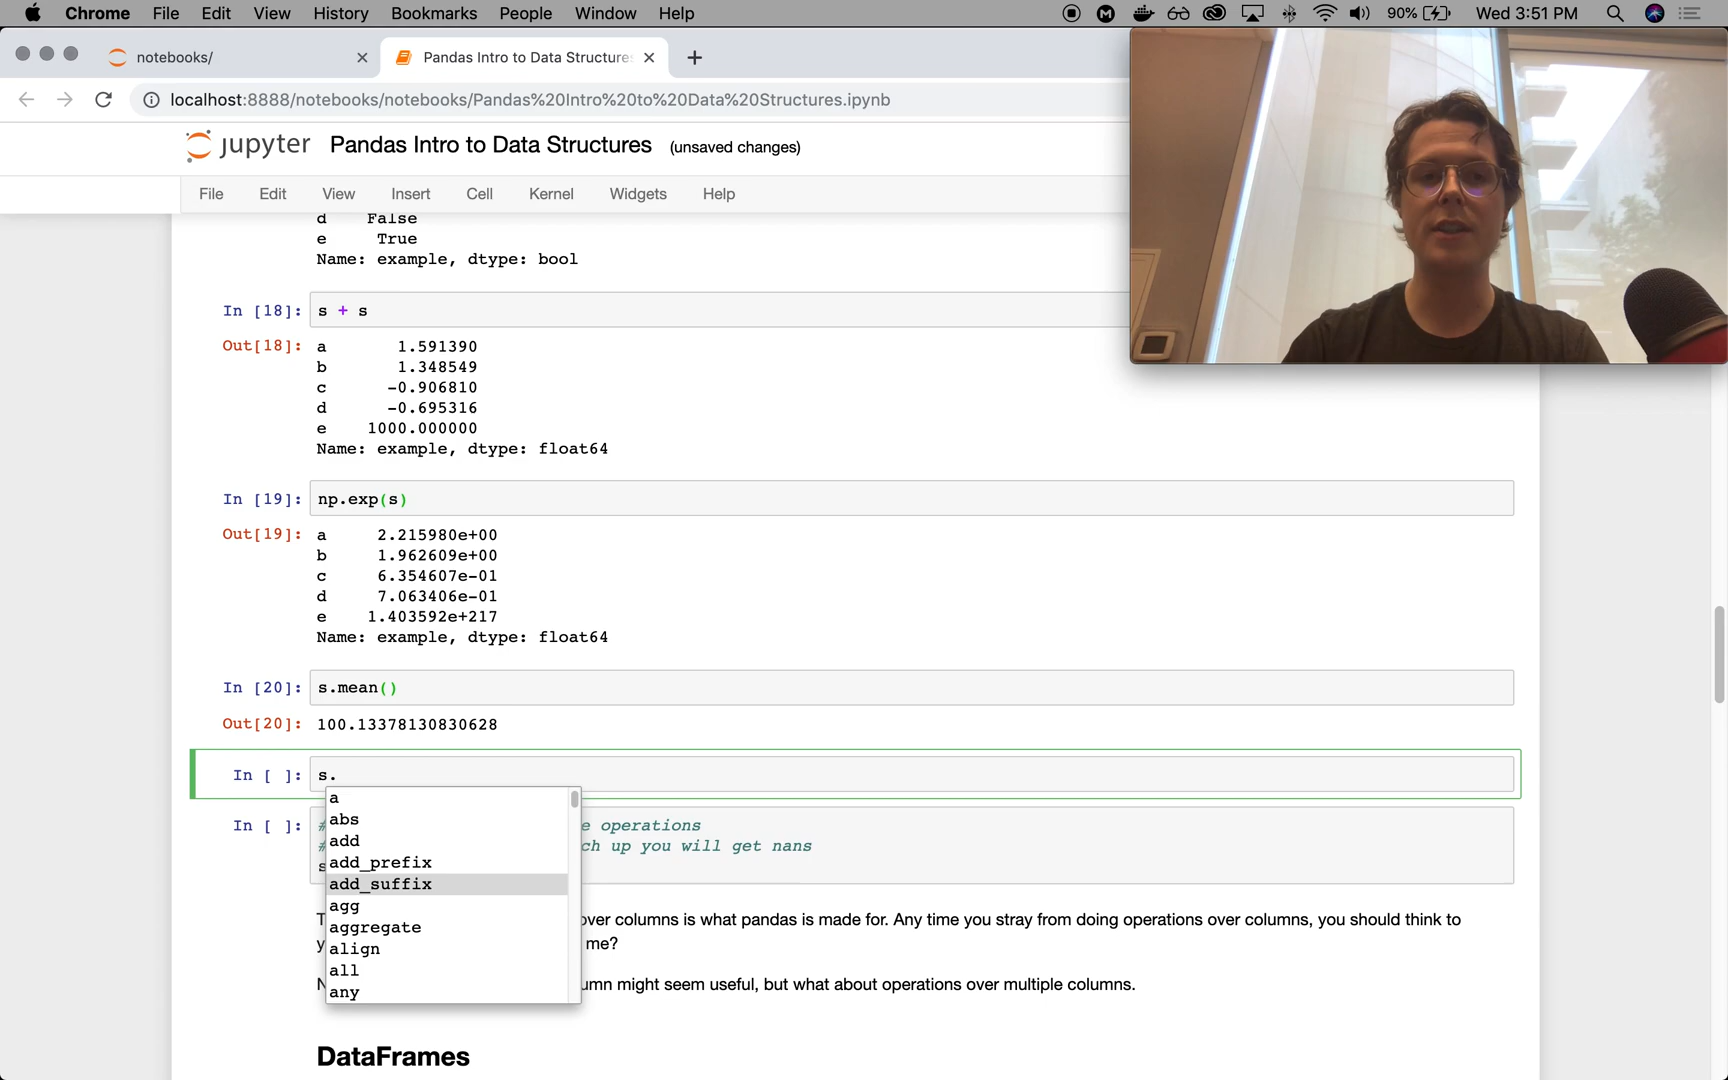 Chrome File Edit View History Bookmarks People Window Help 90% Wed 3:51 PM
notebooks/ Pandas Intro to Data Structures
localhost:8888/notebooks/notebooks/Pandas%20Intro%20to%20Data%20Structures.ipynb
jupyter Pandas Intro to Data Structures (unsaved changes)
File Edit View Insert Cell Kernel Widgets Help
d False
e True
Name: example, dtype: bool
In [18]: s + s
Out[18]: a 1.591390
b 1.348549
c -0.906810
d -0.695316
e 1000.000000
Name: example, dtype: float64
In [19]: np.exp(s)
Out[19]: a 2.215980e+00
b 1.962609e+00
c 6.354607e-01
d 7.063406e-01
e 1.403592e+217
Name: example, dtype: float64
In [20]: s.mean()
Out[20]: 100.13378130830628
In [ ]: s.
a
abs
add
add_prefix
add_suffix
agg
aggregate
align
all
any
In [ ]: # e operations
# ch up you will get nans
s
T over columns is what pandas is made for. Any time you stray from doing operations over columns, you should think to
y me?
N umn might seem useful, but what about operations over multiple columns.
DataFrames